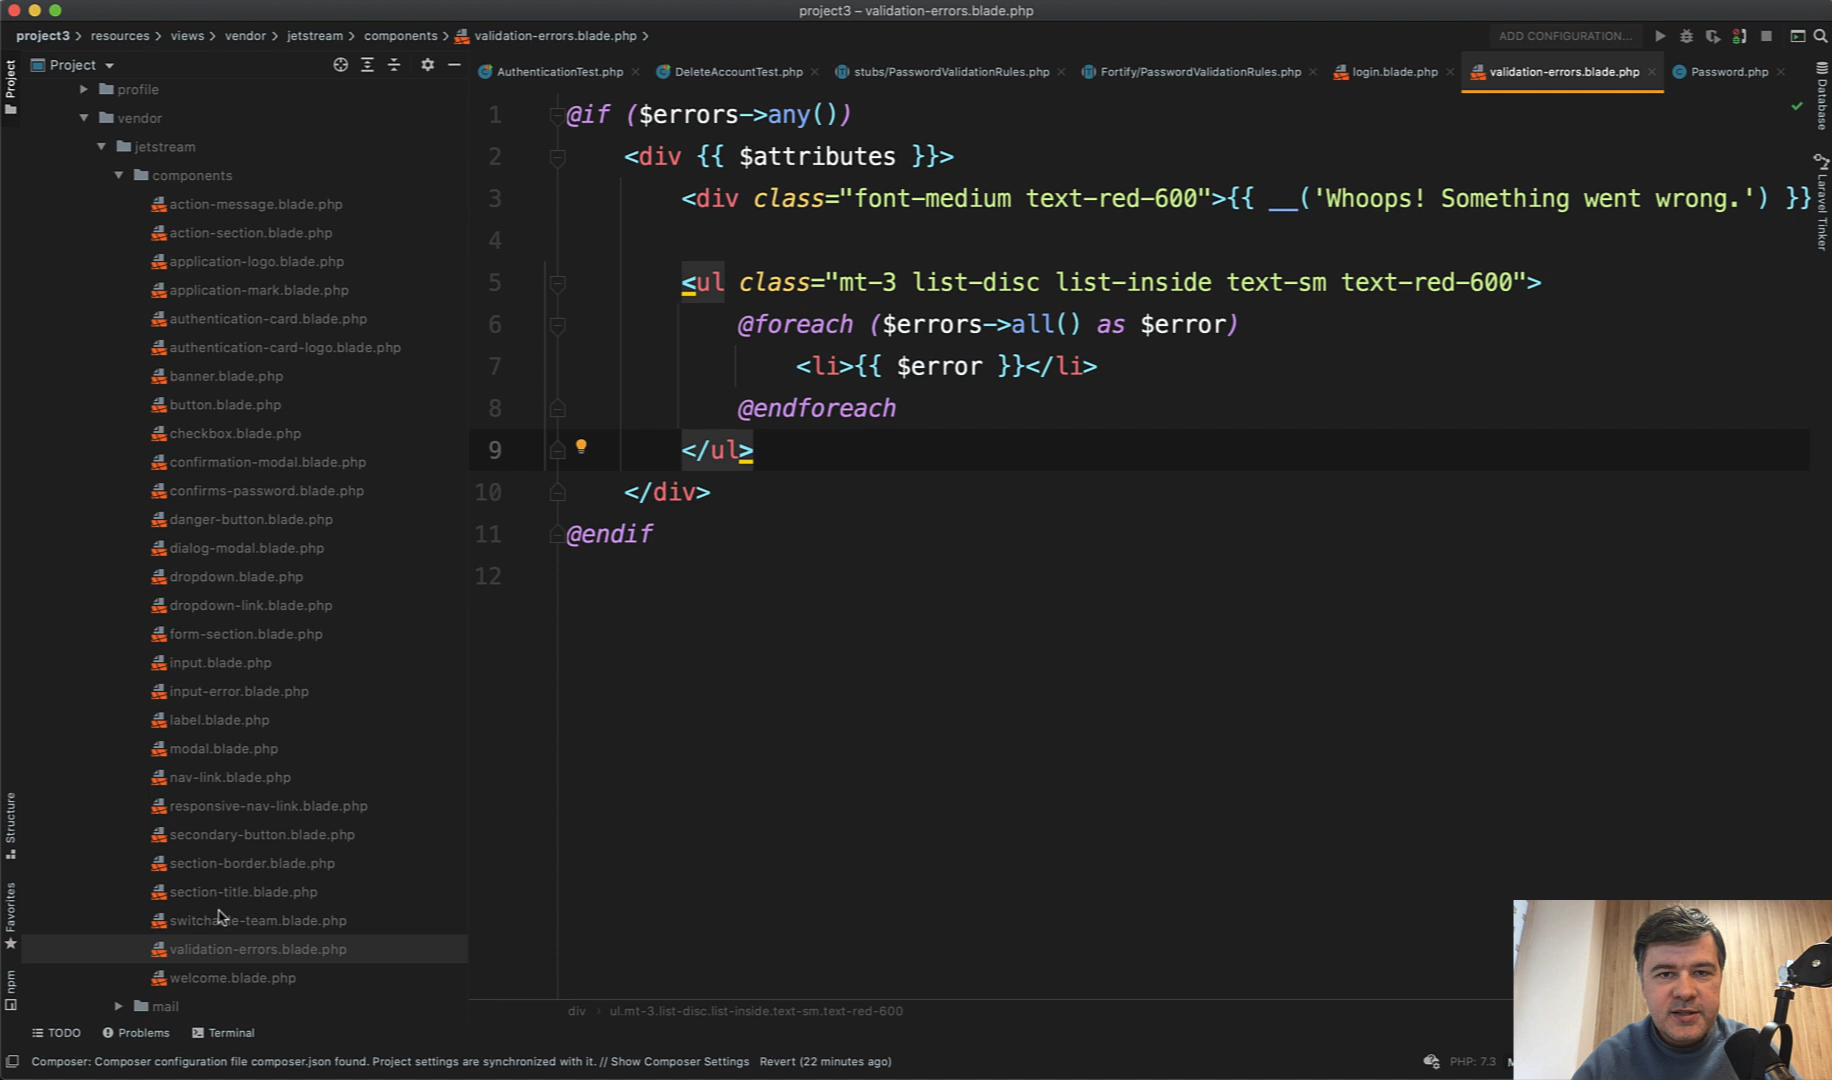 project3 – validation-errors.blade.php
project3 resources views vendor jetstream components validation-errors.blade.php
ADD CONFIGURATION...
Project
AuthenticationTest.php DeleteAccountTest.php stubs/PasswordValidationRules.php Fortify/PasswordValidationRules.php login.blade.php validation-errors.blade.php Password.php
Project
profile
vendor
jetstream
components
action-message.blade.php
action-section.blade.php
application-logo.blade.php
application-mark.blade.php
authentication-card.blade.php
authentication-card-logo.blade.php
banner.blade.php
button.blade.php
checkbox.blade.php
confirmation-modal.blade.php
confirms-password.blade.php
danger-button.blade.php
dialog-modal.blade.php
dropdown.blade.php
dropdown-link.blade.php
form-section.blade.php
input.blade.php
input-error.blade.php
label.blade.php
modal.blade.php
nav-link.blade.php
responsive-nav-link.blade.php
secondary-button.blade.php
section-border.blade.php
section-title.blade.php
switchable-team.blade.php
validation-errors.blade.php
welcome.blade.php
mail
Structure
Favorites
npm
1 @if ($errors->any())
2 <div {{ $attributes }}>
3 <div class="font-medium text-red-600">{{ __('Whoops! Something went wrong.') }}
4
5 <ul class="mt-3 list-disc list-inside text-sm text-red-600">
6 @foreach ($errors->all() as $error)
7 <li>{{ $error }}</li>
8 @endforeach
9 </ul>
10 </div>
11 @endif
12
Database
Laravel Tinker
div ul.mt-3.list-disc.list-inside.text-sm.text-red-600
TODO Problems Terminal
Composer: Composer configuration file composer.json found. Project settings are synchronized with it. // Show Composer Settings Revert (22 minutes ago)
PHP: 7.3